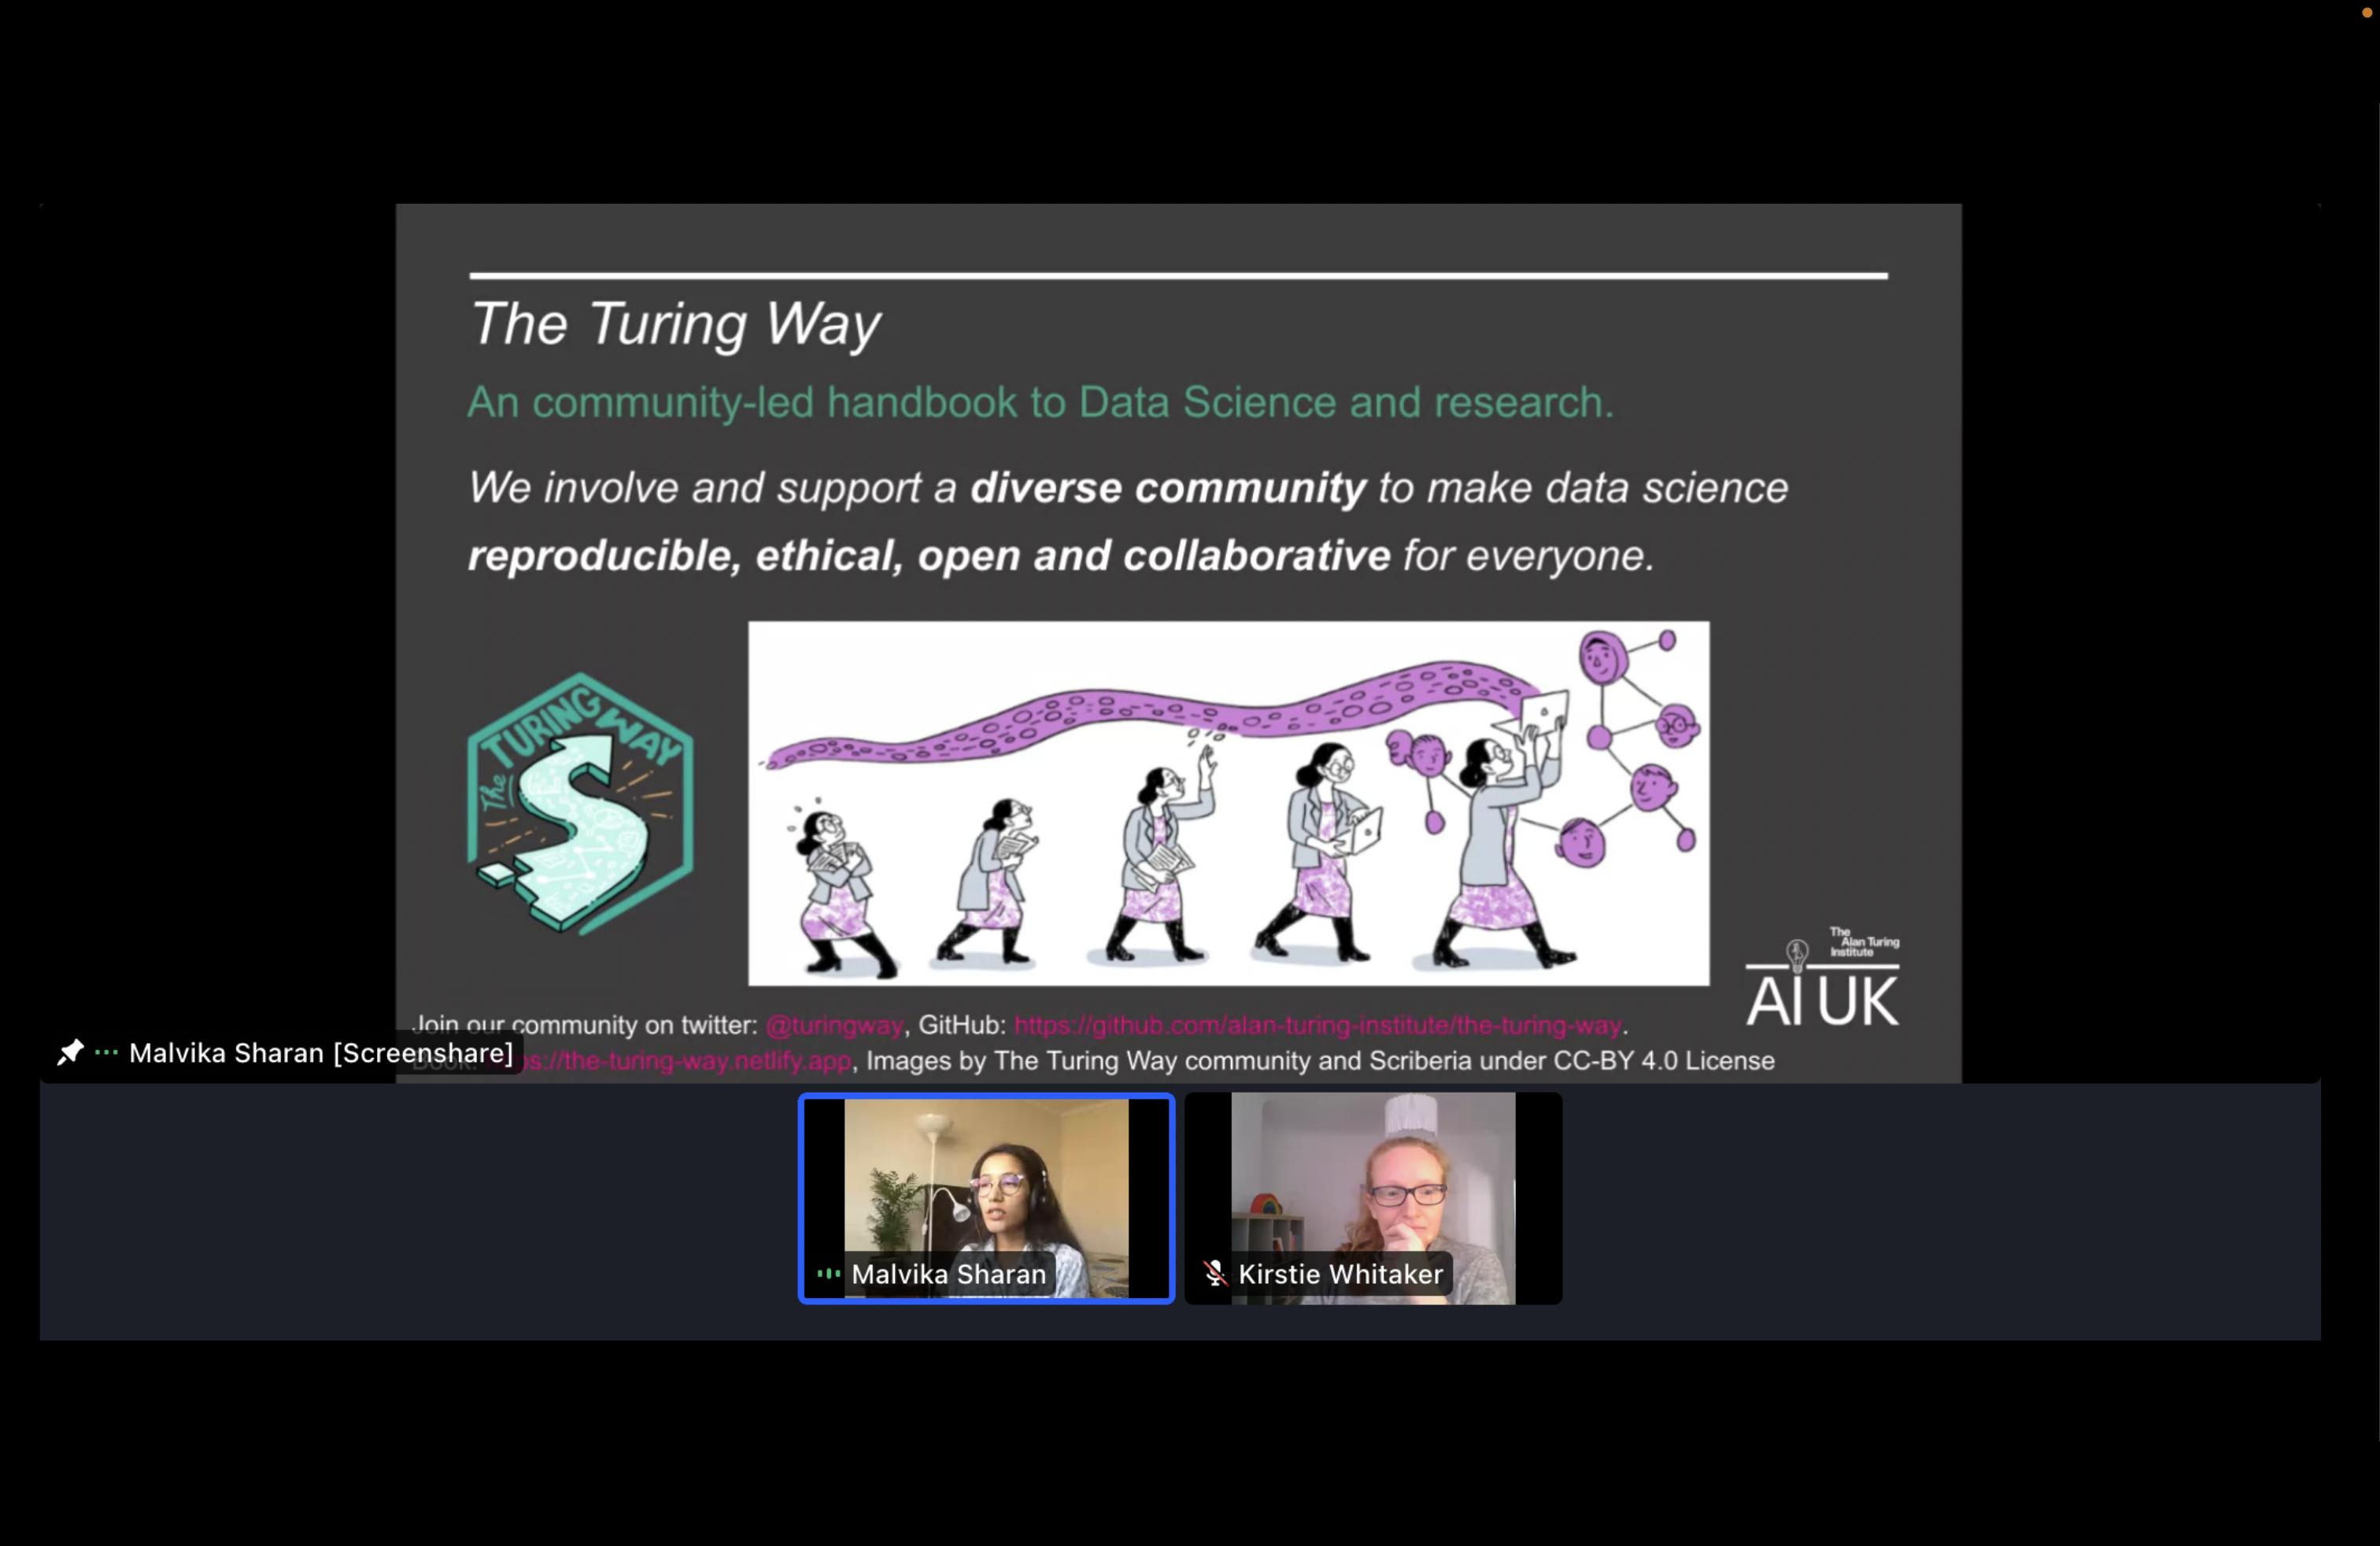 The Turing Way
An community-led handbook to Data Science and research.
We involve and support a diverse community to make data science
reproducible, ethical, open and collaborative for everyone.
The TURING WAY
The
Alan Turing
Institute
AI UK
Join our community on twitter: @turingway, GitHub: https://github.com/alan-turing-institute/the-turing-way.
Book: ps://the-turing-way.netlify.app, Images by The Turing Way community and Scriberia under CC-BY 4.0 License
Malvika Sharan [Screenshare]
Malvika Sharan
Kirstie Whitaker